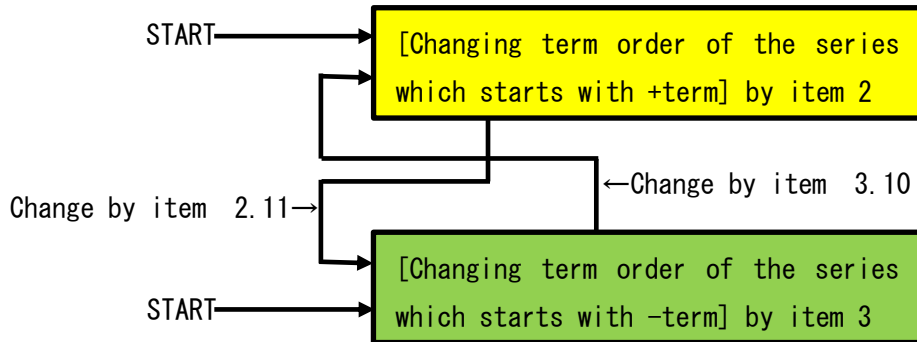 START
[Changing term order of the series
which starts with +term] by item 2
←Change by item 3.10
Change by item 2.11→
[Changing term order of the series
which starts with −term] by item 3
START